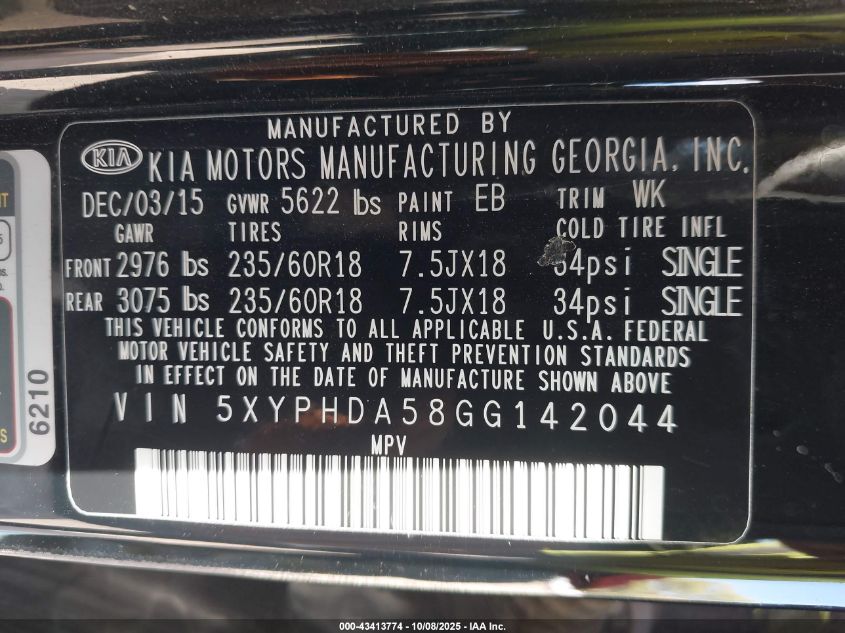 MANUFACTURED BY
KIA KIA MOTORS MANUFACTURING GEORGIA, INC.
DEC/03/15 GVWR 5622 lbs PAINT EB TRIM WK
GAWR TIRES RIMS COLD TIRE INFL
FRONT 2976 lbs 235/60R18 7.5JX18 34psi SINGLE
REAR 3075 lbs 235/60R18 7.5JX18 34psi SINGLE
THIS VEHICLE CONFORMS TO ALL APPLICABLE U.S.A. FEDERAL
MOTOR VEHICLE SAFETY AND THEFT PREVENTION STANDARDS
IN EFFECT ON THE DATE OF MANUFACTURE SHOWN ABOVE
VIN 5XYPHDA58GG142044
MPV
6210
000-43413774 - 10/08/2025 - IAA Inc.